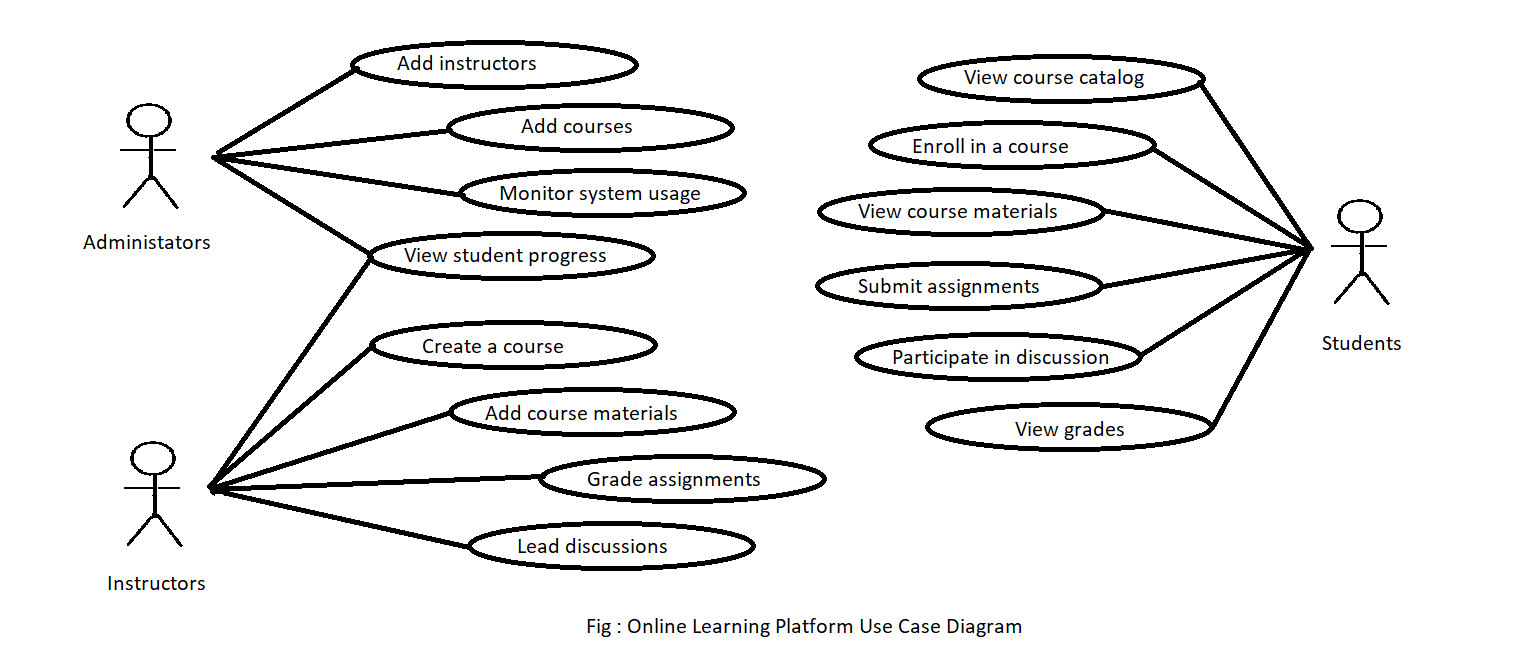 Add instructors
Add courses
Monitor system usage
View student progress
Administators
Create a course
Add course materials
Grade assignments
Lead discussions
Instructors
View course catalog
Enroll in a course
View course materials
Submit assignments
Participate in discussion
View grades
Students
Fig : Online Learning Platform Use Case Diagram